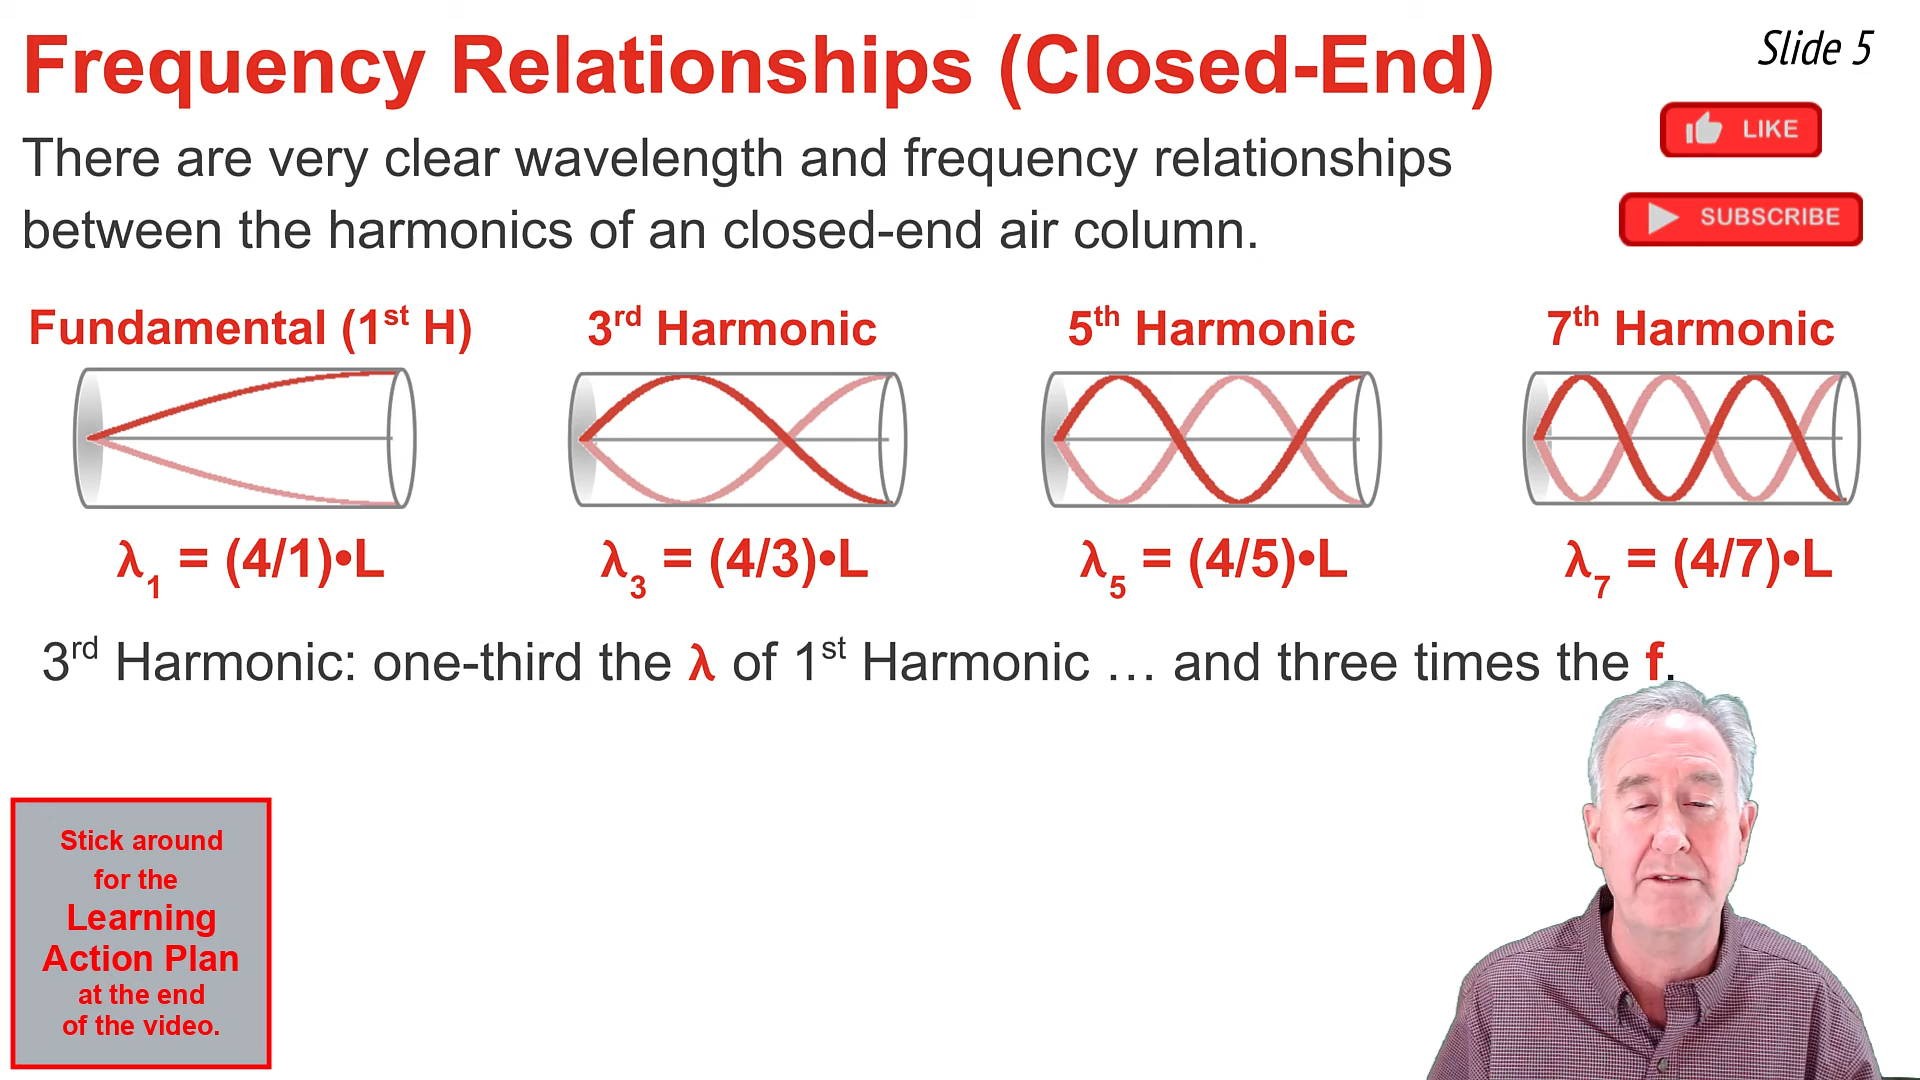 Frequency Relationships (Closed-End)
Slide 5
LIKE
SUBSCRIBE
There are very clear wavelength and frequency relationships
between the harmonics of an closed-end air column.
Fundamental (1st H)
3rd Harmonic
5th Harmonic
7th Harmonic
λ1 = (4/1)•L
λ3 = (4/3)•L
λ5 = (4/5)•L
λ7 = (4/7)•L
3rd Harmonic: one-third the λ of 1st Harmonic … and three times the f.
Stick around
for the
Learning
Action Plan
at the end
of the video.